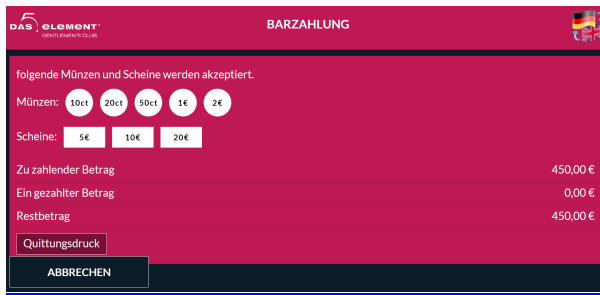 5
DAS ELEMENT
GENTLEMEN'S CLUB
BARZAHLUNG
folgende Münzen und Scheine werden akzeptiert.
Münzen: 10ct 20ct 50ct 1€ 2€
Scheine: 5€ 10€ 20€
Zu zahlender Betrag 450,00 €
Ein gezahlter Betrag 0,00 €
Restbetrag 450,00 €
Quittungsdruck
ABBRECHEN